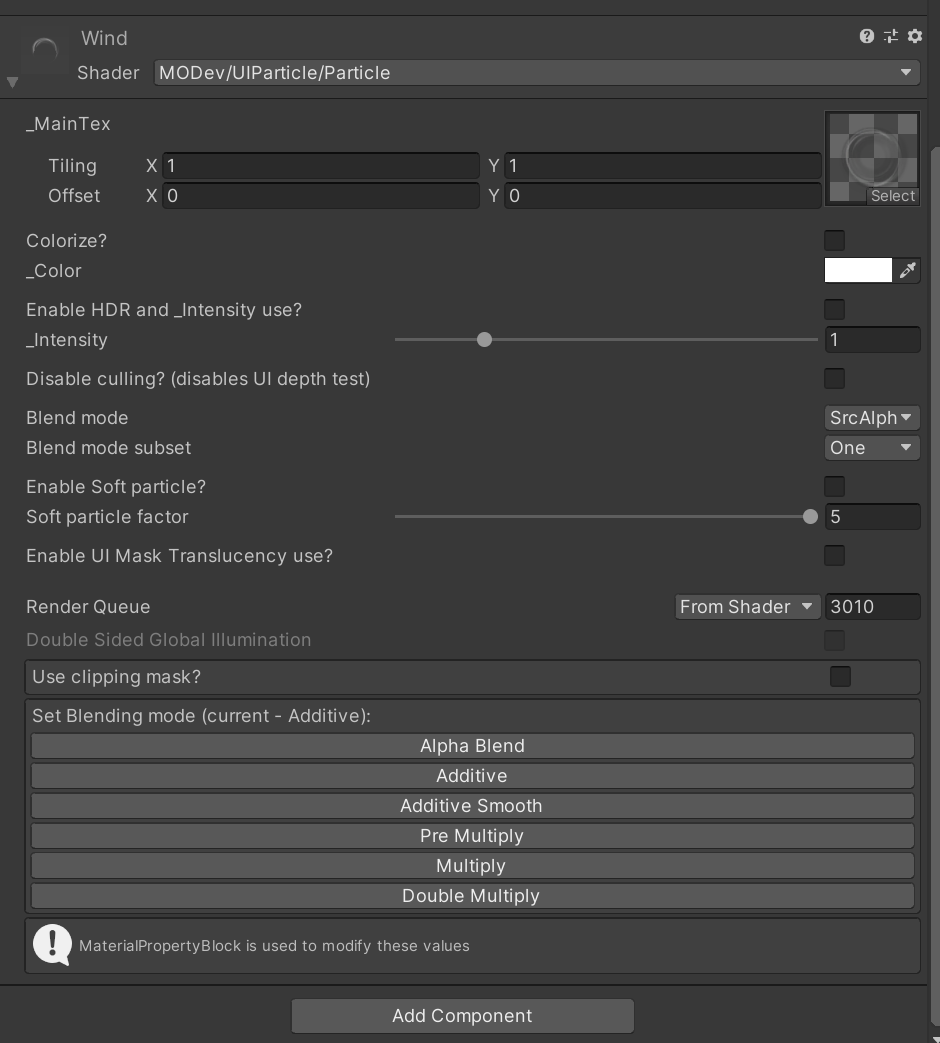 Wind
Shader MODev/UIParticle/Particle
_MainTex
Tiling X 1 Y 1
Offset X 0 Y 0
Select
Colorize?
_Color
Enable HDR and _Intensity use?
_Intensity 1
Disable culling? (disables UI depth test)
Blend mode SrcAlph
Blend mode subset One
Enable Soft particle?
Soft particle factor 5
Enable UI Mask Translucency use?
Render Queue From Shader 3010
Double Sided Global Illumination
Use clipping mask?
Set Blending mode (current - Additive):
Alpha Blend
Additive
Additive Smooth
Pre Multiply
Multiply
Double Multiply
MaterialPropertyBlock is used to modify these values
Add Component